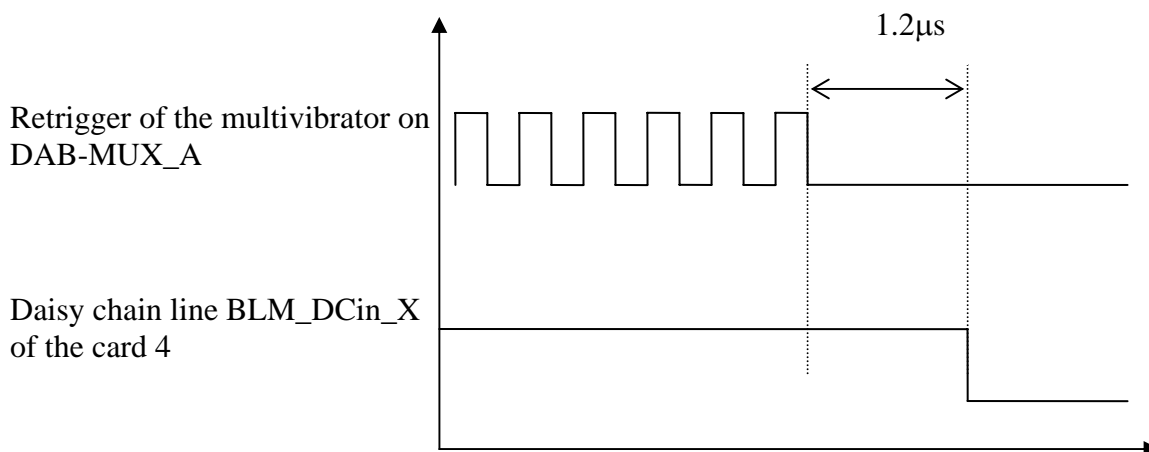 1.2μs
Retrigger of the multivibrator on
DAB-MUX_A
Daisy chain line BLM_DCin_X
of the card 4